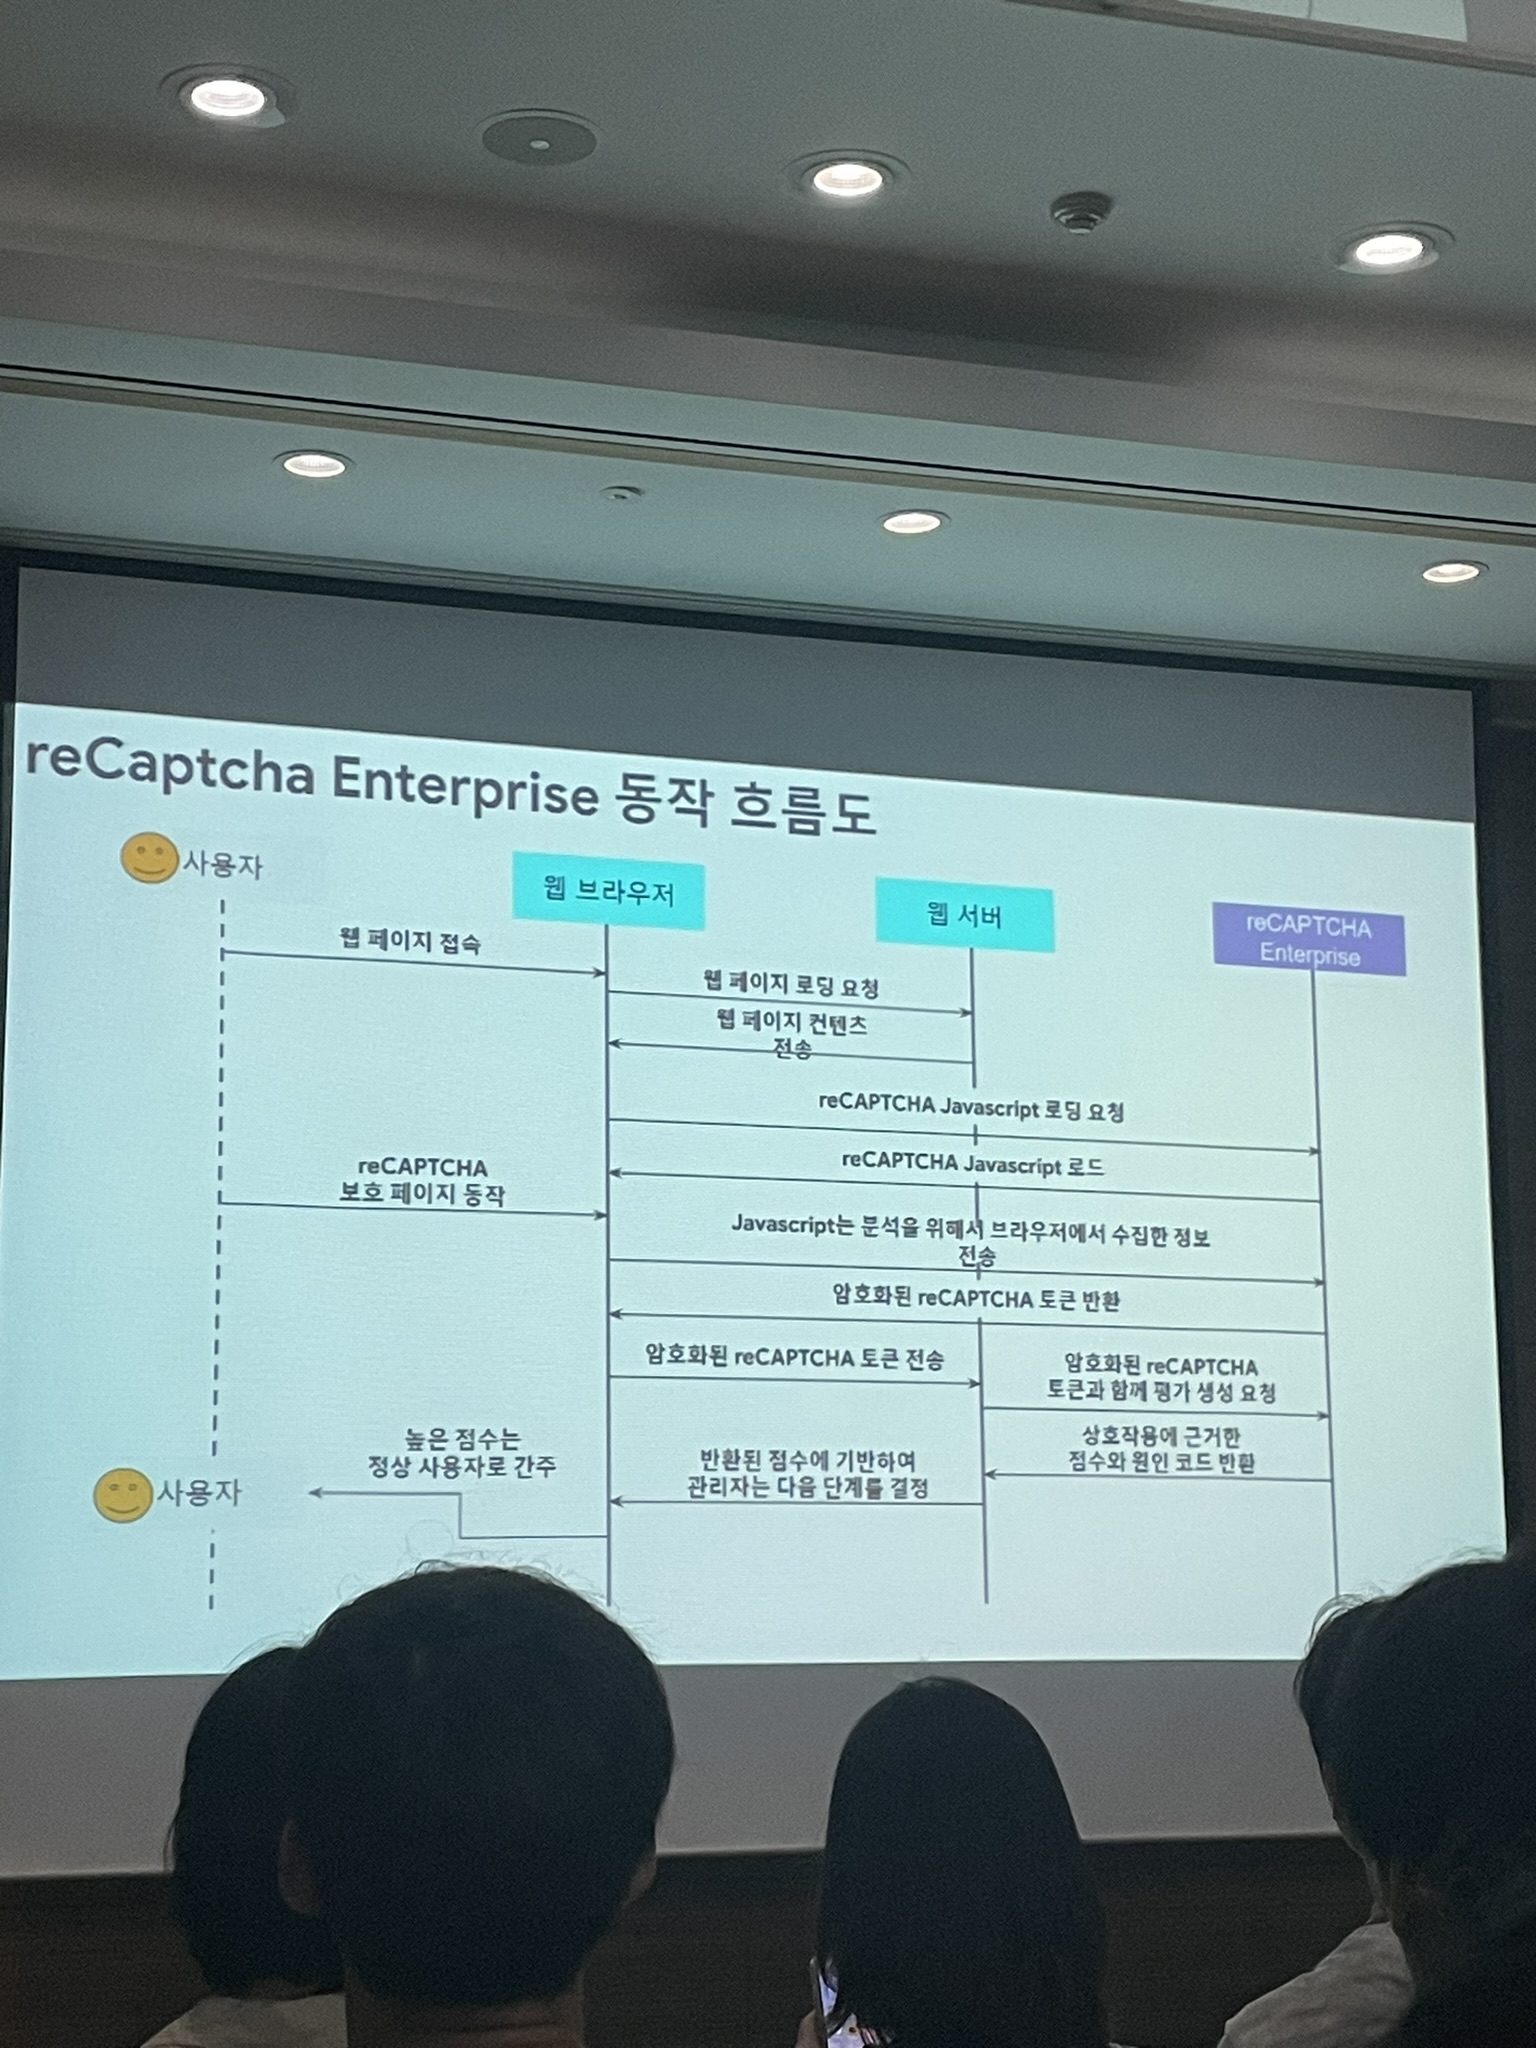 reCaptcha Enterprise 동작 흐름도
사용자
웹 브라우저
웹 서버
reCAPTCHA
Enterprise
웹 페이지 접속
웹 페이지 로딩 요청
웹 페이지 컨텐츠
전송
reCAPTCHA Javascript 로딩 요청
reCAPTCHA Javascript 로드
reCAPTCHA
보호 페이지 동작
Javascript는 분석을 위해서 브라우저에서 수집한 정보
전송
암호화된 reCAPTCHA 토큰 반환
암호화된 reCAPTCHA 토큰 전송
암호화된 reCAPTCHA
토큰과 함께 평가 생성 요청
상호작용에 근거한
점수와 원인 코드 반환
반환된 점수에 기반하여
관리자는 다음 단계를 결정
높은 점수는
정상 사용자로 간주
사용자